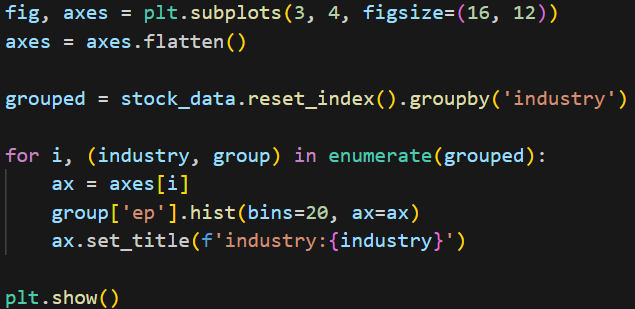 fig, axes = plt.subplots(3, 4, figsize=(16, 12))
axes = axes.flatten()
grouped = stock_data.reset_index().groupby('industry')
for i, (industry, group) in enumerate(grouped):
    ax = axes[i]
    group['ep'].hist(bins=20, ax=ax)
    ax.set_title(f'industry:{industry}')
plt.show()